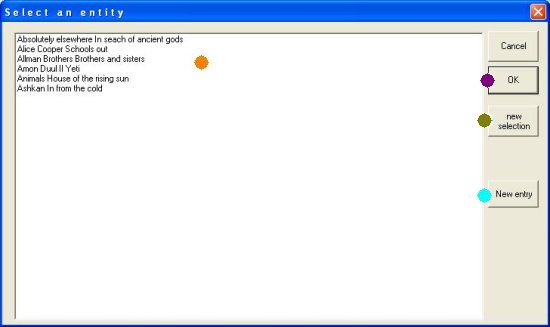 Select an entity
Absolutely elsewhere In seach of ancient gods
Alice Cooper Schools out
Allman Brothers Brothers and sisters
Amon Duul II Yeti
Animals House of the rising sun
Ashkan In from the cold
Cancel
OK
new
selection
New entry